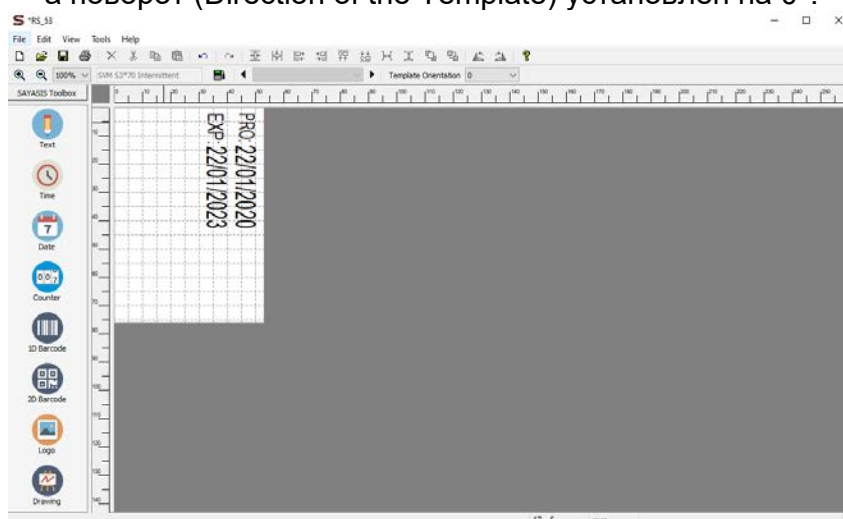 а поворот (Direction of the Template) установлен на 0°.
S *RS_53
File Edit View Tools Help
100% SVM 53*70 Intermittent Template Orientation 0
SAYASIS Toolbox
Text
Time
Date
Counter
1D Barcode
2D Barcode
Logo
Drawing
PRO: 22/01/2020
EXP: 22/01/2023